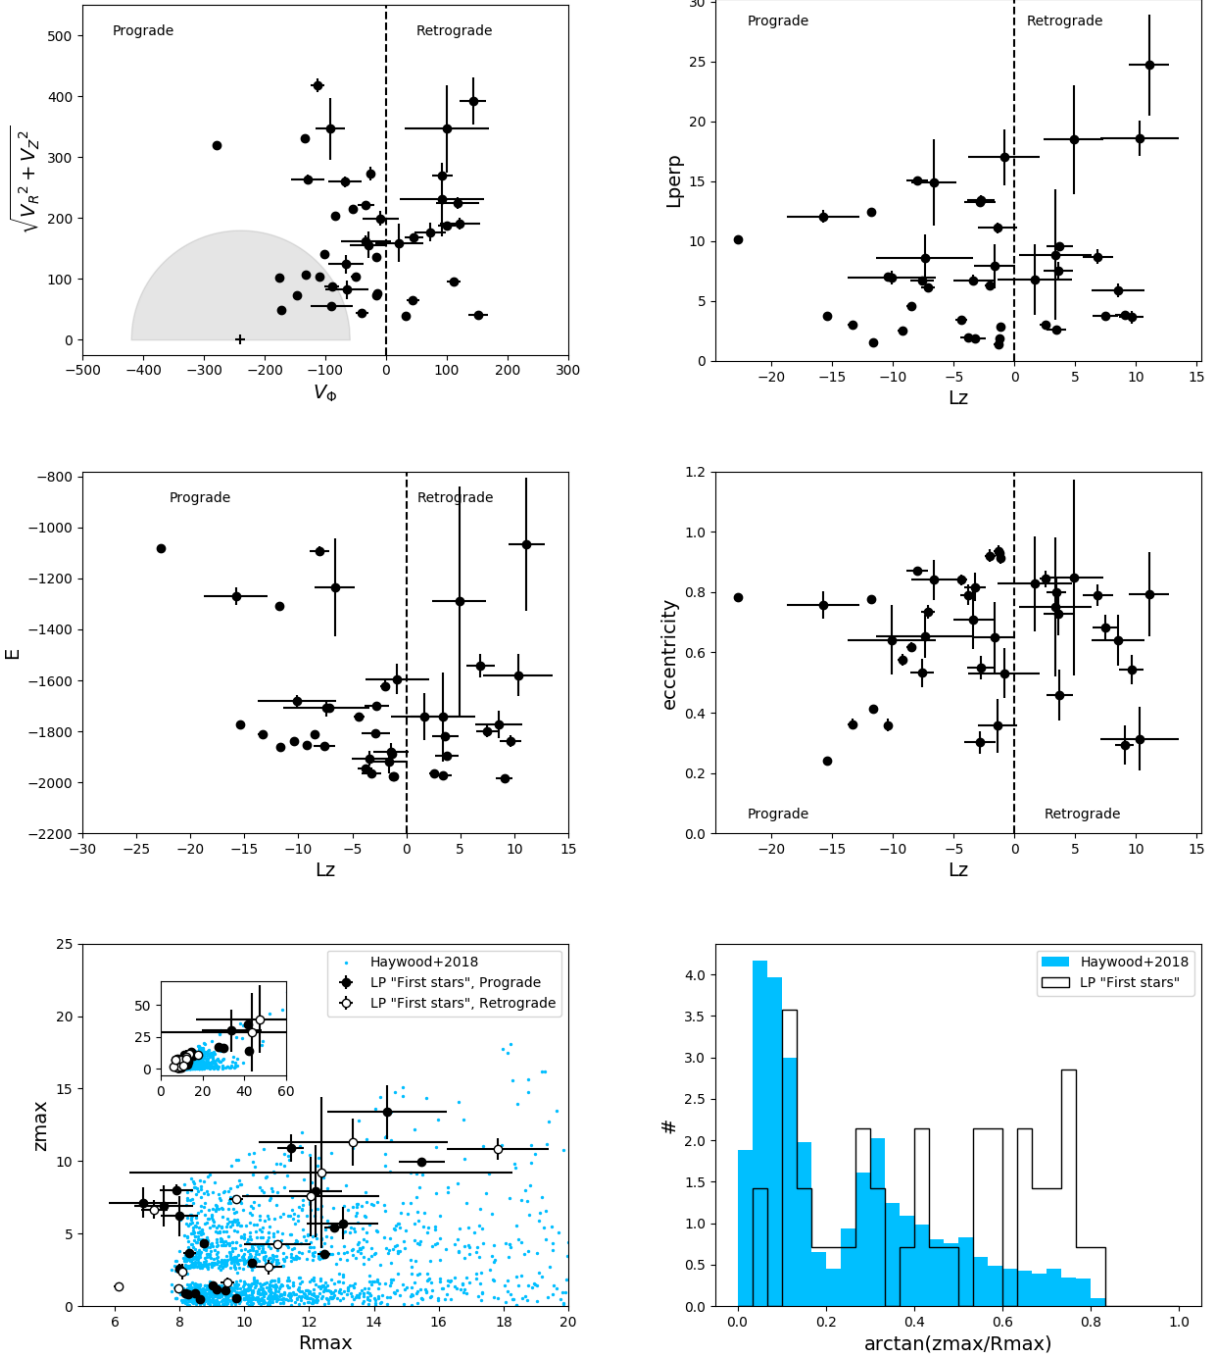 Prograde
Retrograde
500
400
300
200
100
0
√V_R² + V_Z²
−500 −400 −300 −200 −100 0 100 200 300
V_Φ
Prograde
Retrograde
30
25
20
15
10
5
0
Lperp
−20 −15 −10 −5 0 5 10 15
Lz
Prograde
Retrograde
−800
−1000
−1200
−1400
−1600
−1800
−2000
−2200
E
−30 −25 −20 −15 −10 −5 0 5 10 15
Lz
1.2
1.0
0.8
0.6
0.4
0.2
0.0
eccentricity
Prograde
Retrograde
−20 −15 −10 −5 0 5 10 15
Lz
25
20
15
10
5
0
zmax
Haywood+2018
LP "First stars", Prograde
LP "First stars", Retrograde
50
25
0
0 20 40 60
6 8 10 12 14 16 18 20
Rmax
4.0
3.5
3.0
2.5
2.0
1.5
1.0
0.5
0.0
#
Haywood+2018
LP "First stars"
0.0 0.2 0.4 0.6 0.8 1.0
arctan(zmax/Rmax)